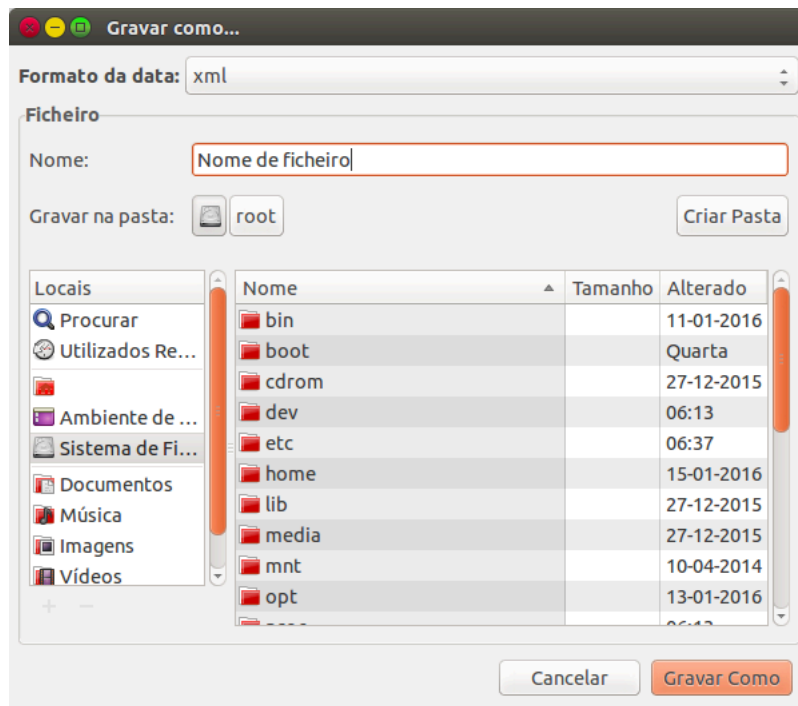 Gravar como...
Formato da data: xml
Ficheiro
Nome: Nome de ficheiro
Gravar na pasta: root Criar Pasta
Locais
Procurar
Utilizados Re...
Ambiente de ...
Sistema de Fi...
Documentos
Música
Imagens
Vídeos
Nome Tamanho Alterado
bin 11-01-2016
boot Quarta
cdrom 27-12-2015
dev 06:13
etc 06:37
home 15-01-2016
lib 27-12-2015
media 27-12-2015
mnt 10-04-2014
opt 13-01-2016
Cancelar Gravar Como